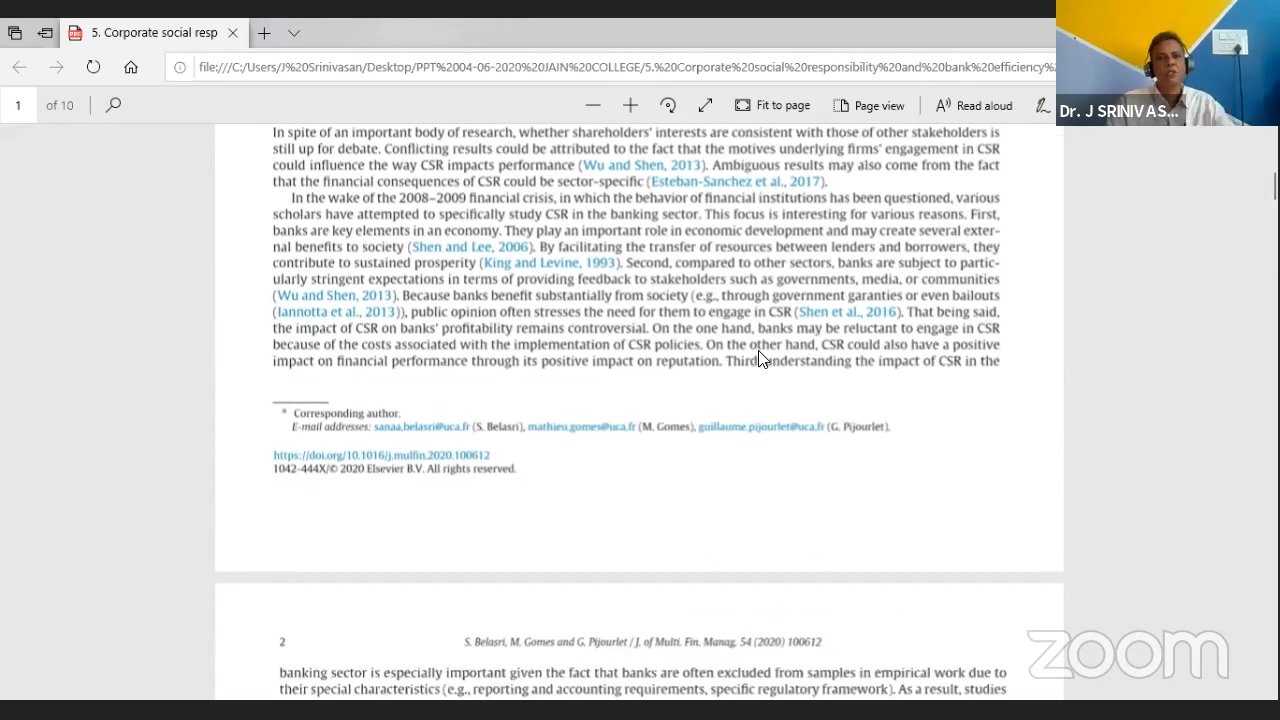 5. Corporate social resp
file:///C:/Users/J%20Srinivasan/Desktop/PPT%2016-06-2020%20JAIN%20COLLEGE/5.%20Corporate%20social%20responsibility%20and%20bank%20efficiency%
Dr. J SRINIVAS...
1 of 10
Fit to page
Page view
Read aloud
In spite of an important body of research, whether shareholders' interests are consistent with those of other stakeholders is
still up for debate. Conflicting results could be attributed to the fact that the motives underlying firms' engagement in CSR
could influence the way CSR impacts performance (Wu and Shen, 2013). Ambiguous results may also come from the fact
that the financial consequences of CSR could be sector-specific (Esteban-Sanchez et al., 2017).
In the wake of the 2008–2009 financial crisis, in which the behavior of financial institutions has been questioned, various
scholars have attempted to specifically study CSR in the banking sector. This focus is interesting for various reasons. First,
banks are key elements in an economy. They play an important role in economic development and may create several exter-
nal benefits to society (Shen and Lee, 2006). By facilitating the transfer of resources between lenders and borrowers, they
contribute to sustained prosperity (King and Levine, 1993). Second, compared to other sectors, banks are subject to partic-
ularly stringent expectations in terms of providing feedback to stakeholders such as governments, media, or communities
(Wu and Shen, 2013). Because banks benefit substantially from society (e.g., through government garanties or even bailouts
(Iannotta et al., 2013)), public opinion often stresses the need for them to engage in CSR (Shen et al., 2016). That being said,
the impact of CSR on banks' profitability remains controversial. On the one hand, banks may be reluctant to engage in CSR
because of the costs associated with the implementation of CSR policies. On the other hand, CSR could also have a positive
impact on financial performance through its positive impact on reputation. Third, understanding the impact of CSR in the
* Corresponding author.
E-mail addresses: sanaa.belasri@uca.fr (S. Belasri), mathieu.gomes@uca.fr (M. Gomes), guillaume.pijourlet@uca.fr (G. Pijourlet).
https://doi.org/10.1016/j.mulfin.2020.100612
1042-444X/© 2020 Elsevier B.V. All rights reserved.
2 S. Belasri, M. Gomes and G. Pijourlet / J. of Multi. Fin. Manag. 54 (2020) 100612
banking sector is especially important given the fact that banks are often excluded from samples in empirical work due to
their special characteristics (e.g., reporting and accounting requirements, specific regulatory framework). As a result, studies
zoom